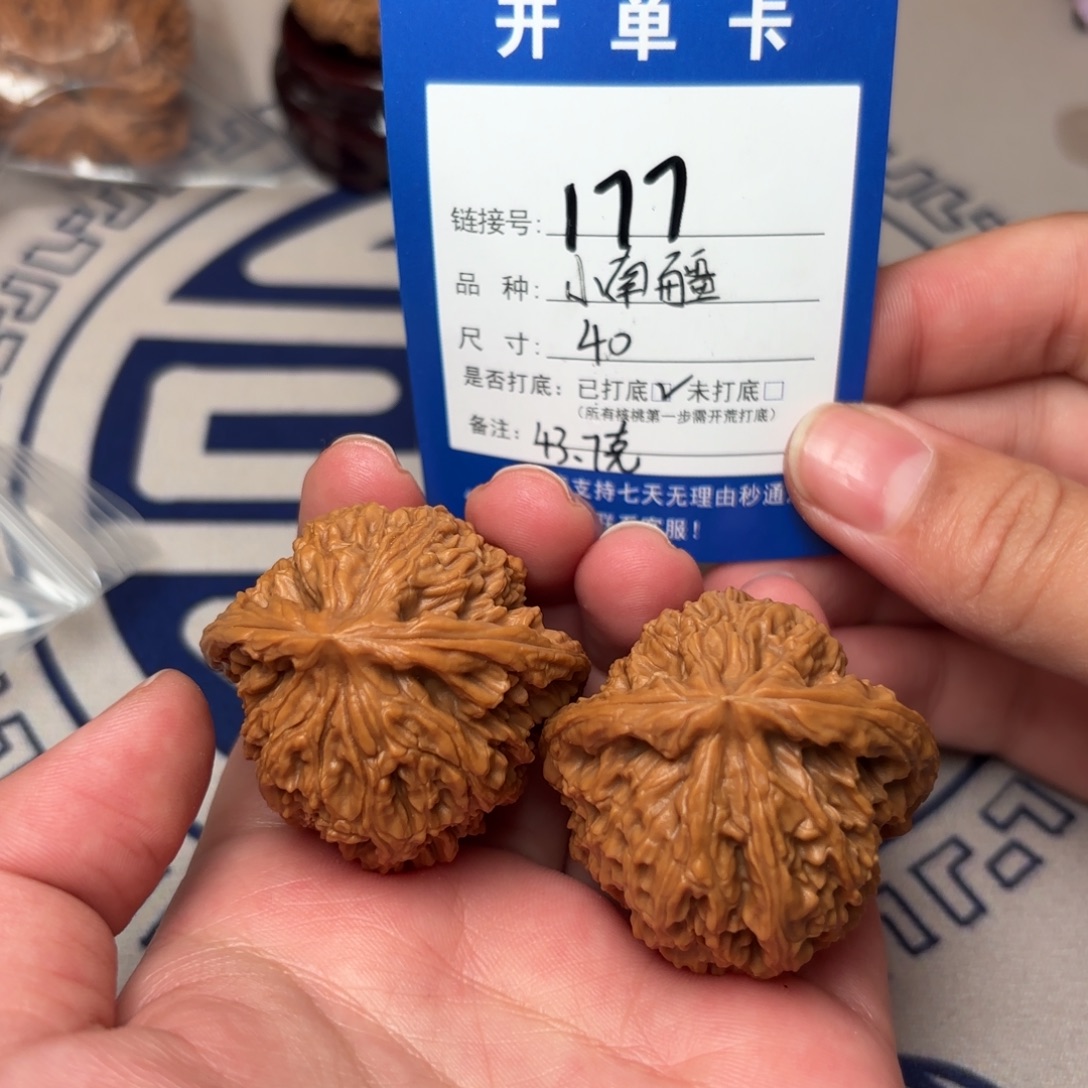 开单卡
链接号: 177
品 种: 小南疆
尺 寸: 40
是否打底: 已打底☑ 未打底☐
(所有核桃第一步需开荒打底)
备注: 43.7克
支持七天无理由秒通
服!